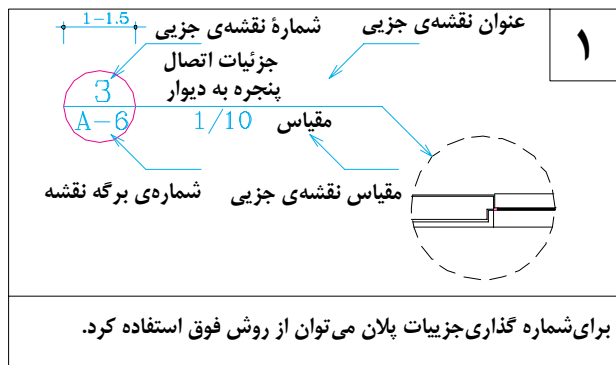 ۱
1-1.5
عنوان نقشه‌ی جزیی
شمارهٔ نقشه‌ی جزیی
جزئیات اتصال
پنجره به دیوار
3
A-6
1/10
مقیاس
مقیاس نقشه‌ی جزیی
شماره‌ی برگه نقشه
برای‌شماره گذاری‌جزییات پلان می‌توان از روش فوق استفاده کرد.